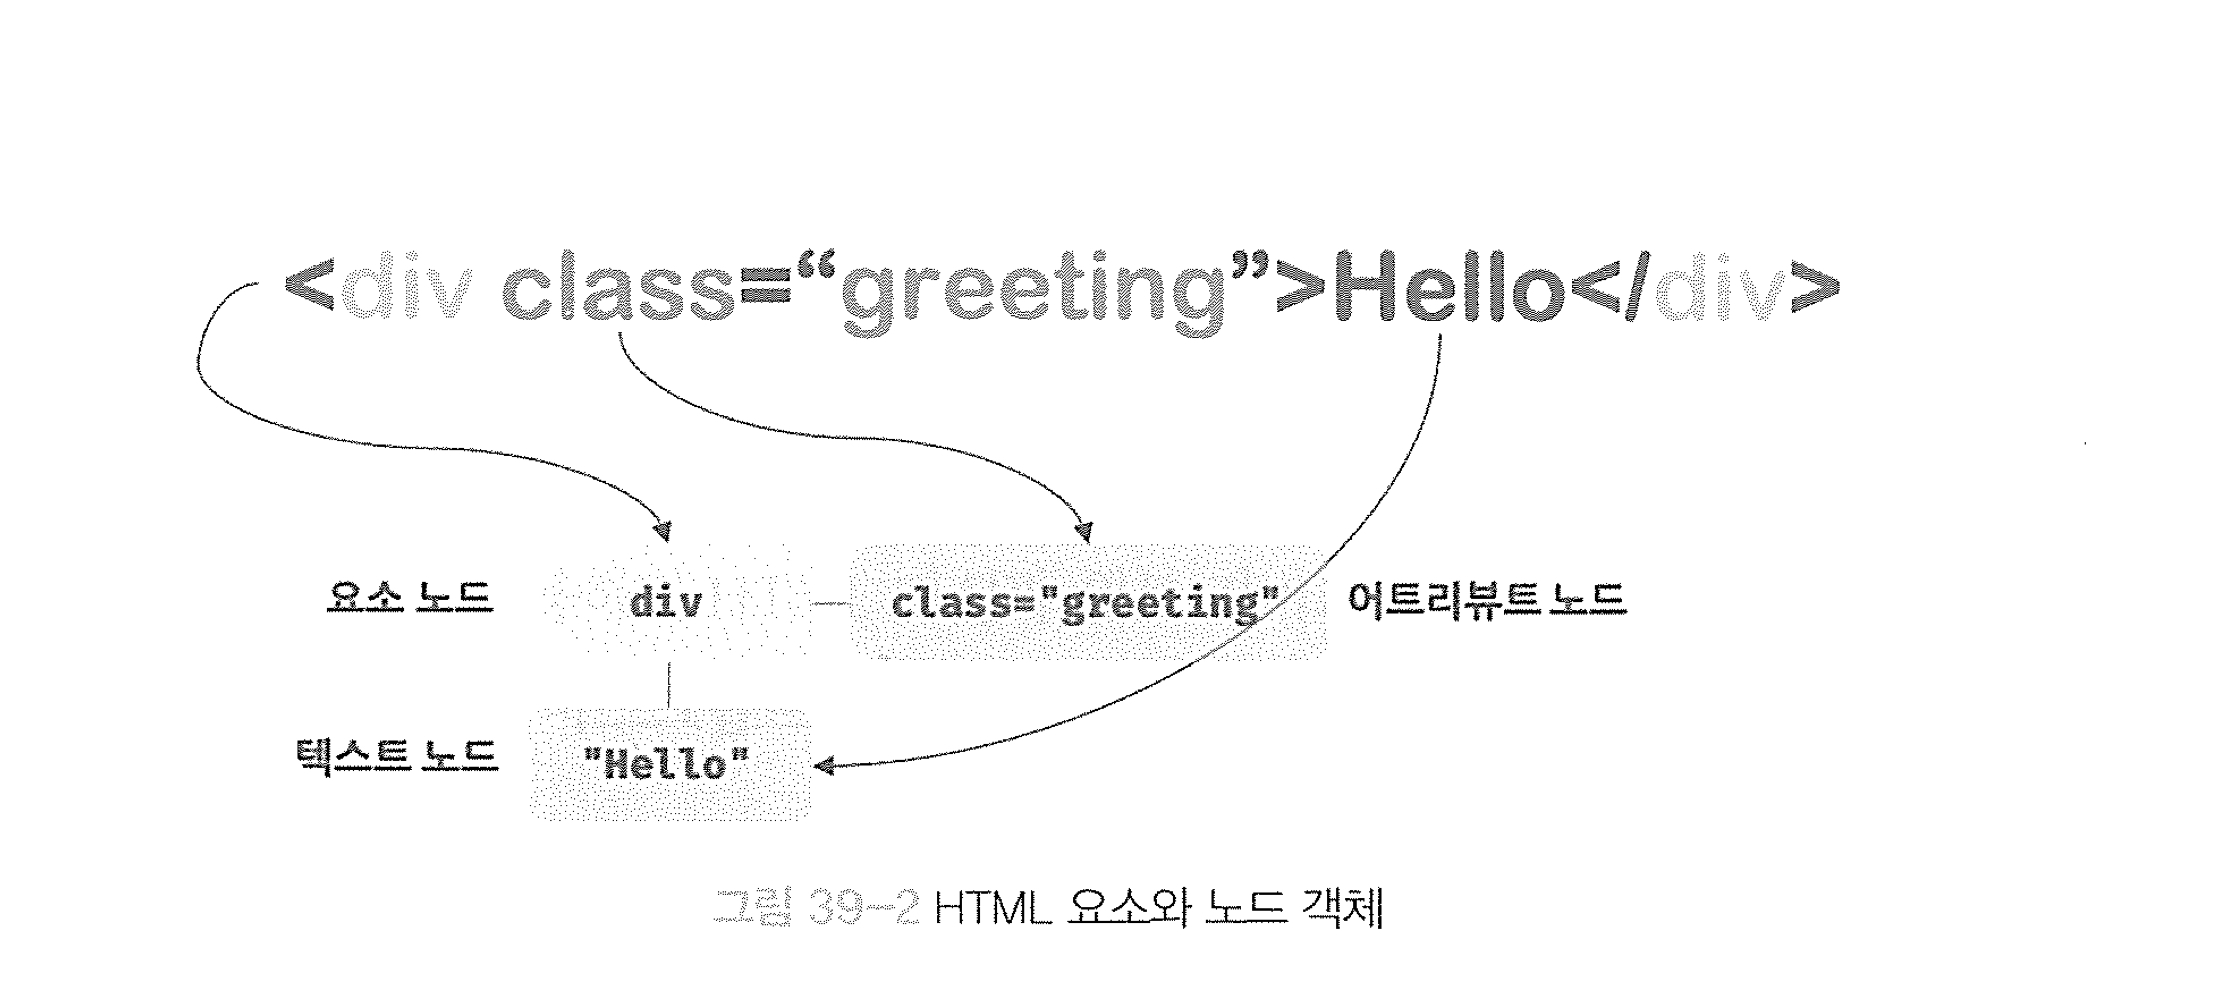 <div class=“greeting”>Hello</div>
요소 노드 div class="greeting" 어트리뷰트 노드
텍스트 노드 "Hello"
그림 39-2 HTML 요소와 노드 객체